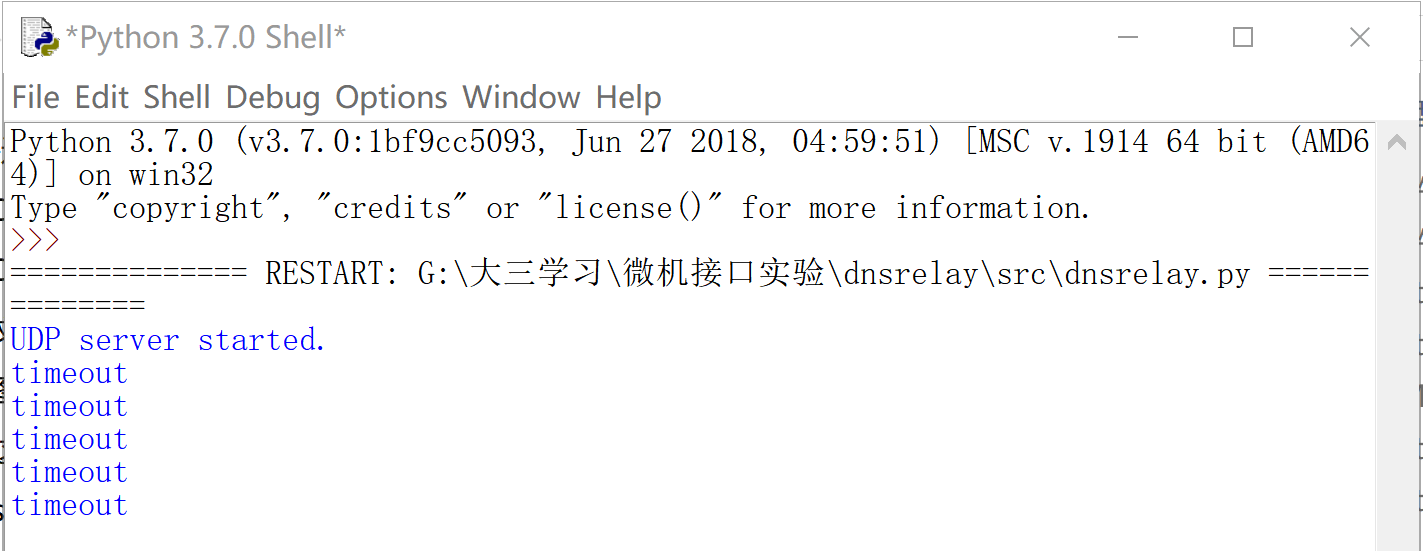 *Python 3.7.0 Shell*
File Edit Shell Debug Options Window Help
Python 3.7.0 (v3.7.0:1bf9cc5093, Jun 27 2018, 04:59:51) [MSC v.1914 64 bit (AMD6
4)] on win32
Type "copyright", "credits" or "license()" for more information.
>>>
============== RESTART: G:\大三学习\微机接口实验\dnsrelay\src\dnsrelay.py ======
========
UDP server started.
timeout
timeout
timeout
timeout
timeout